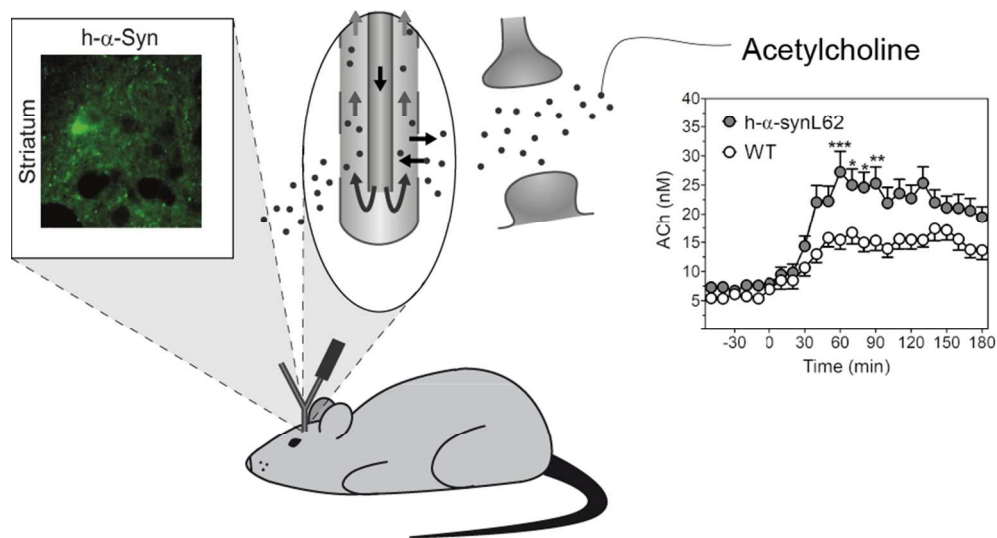 h-α-Syn
Striatum
Acetylcholine
40
35
30
25
20
15
10
5
ACh (nM)
h-α-synL62
WT
***
*
*
**
-30
0
30
60
90
120
150
180
Time (min)